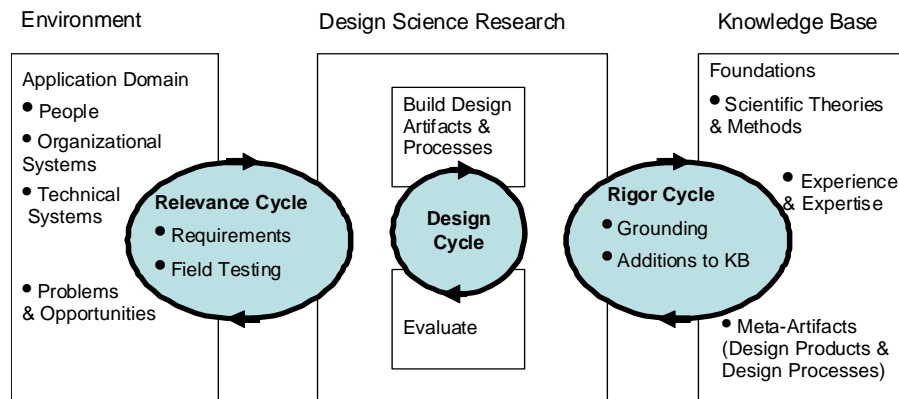 Environment
Design Science Research
Knowledge Base
Application Domain
• People
• Organizational
Systems
• Technical
Systems
• Problems
& Opportunities
Relevance Cycle
• Requirements
• Field Testing
Build Design
Artifacts &
Processes
Design
Cycle
Evaluate
Rigor Cycle
• Grounding
• Additions to KB
Foundations
• Scientific Theories
& Methods
• Experience
& Expertise
• Meta-Artifacts
(Design Products &
Design Processes)